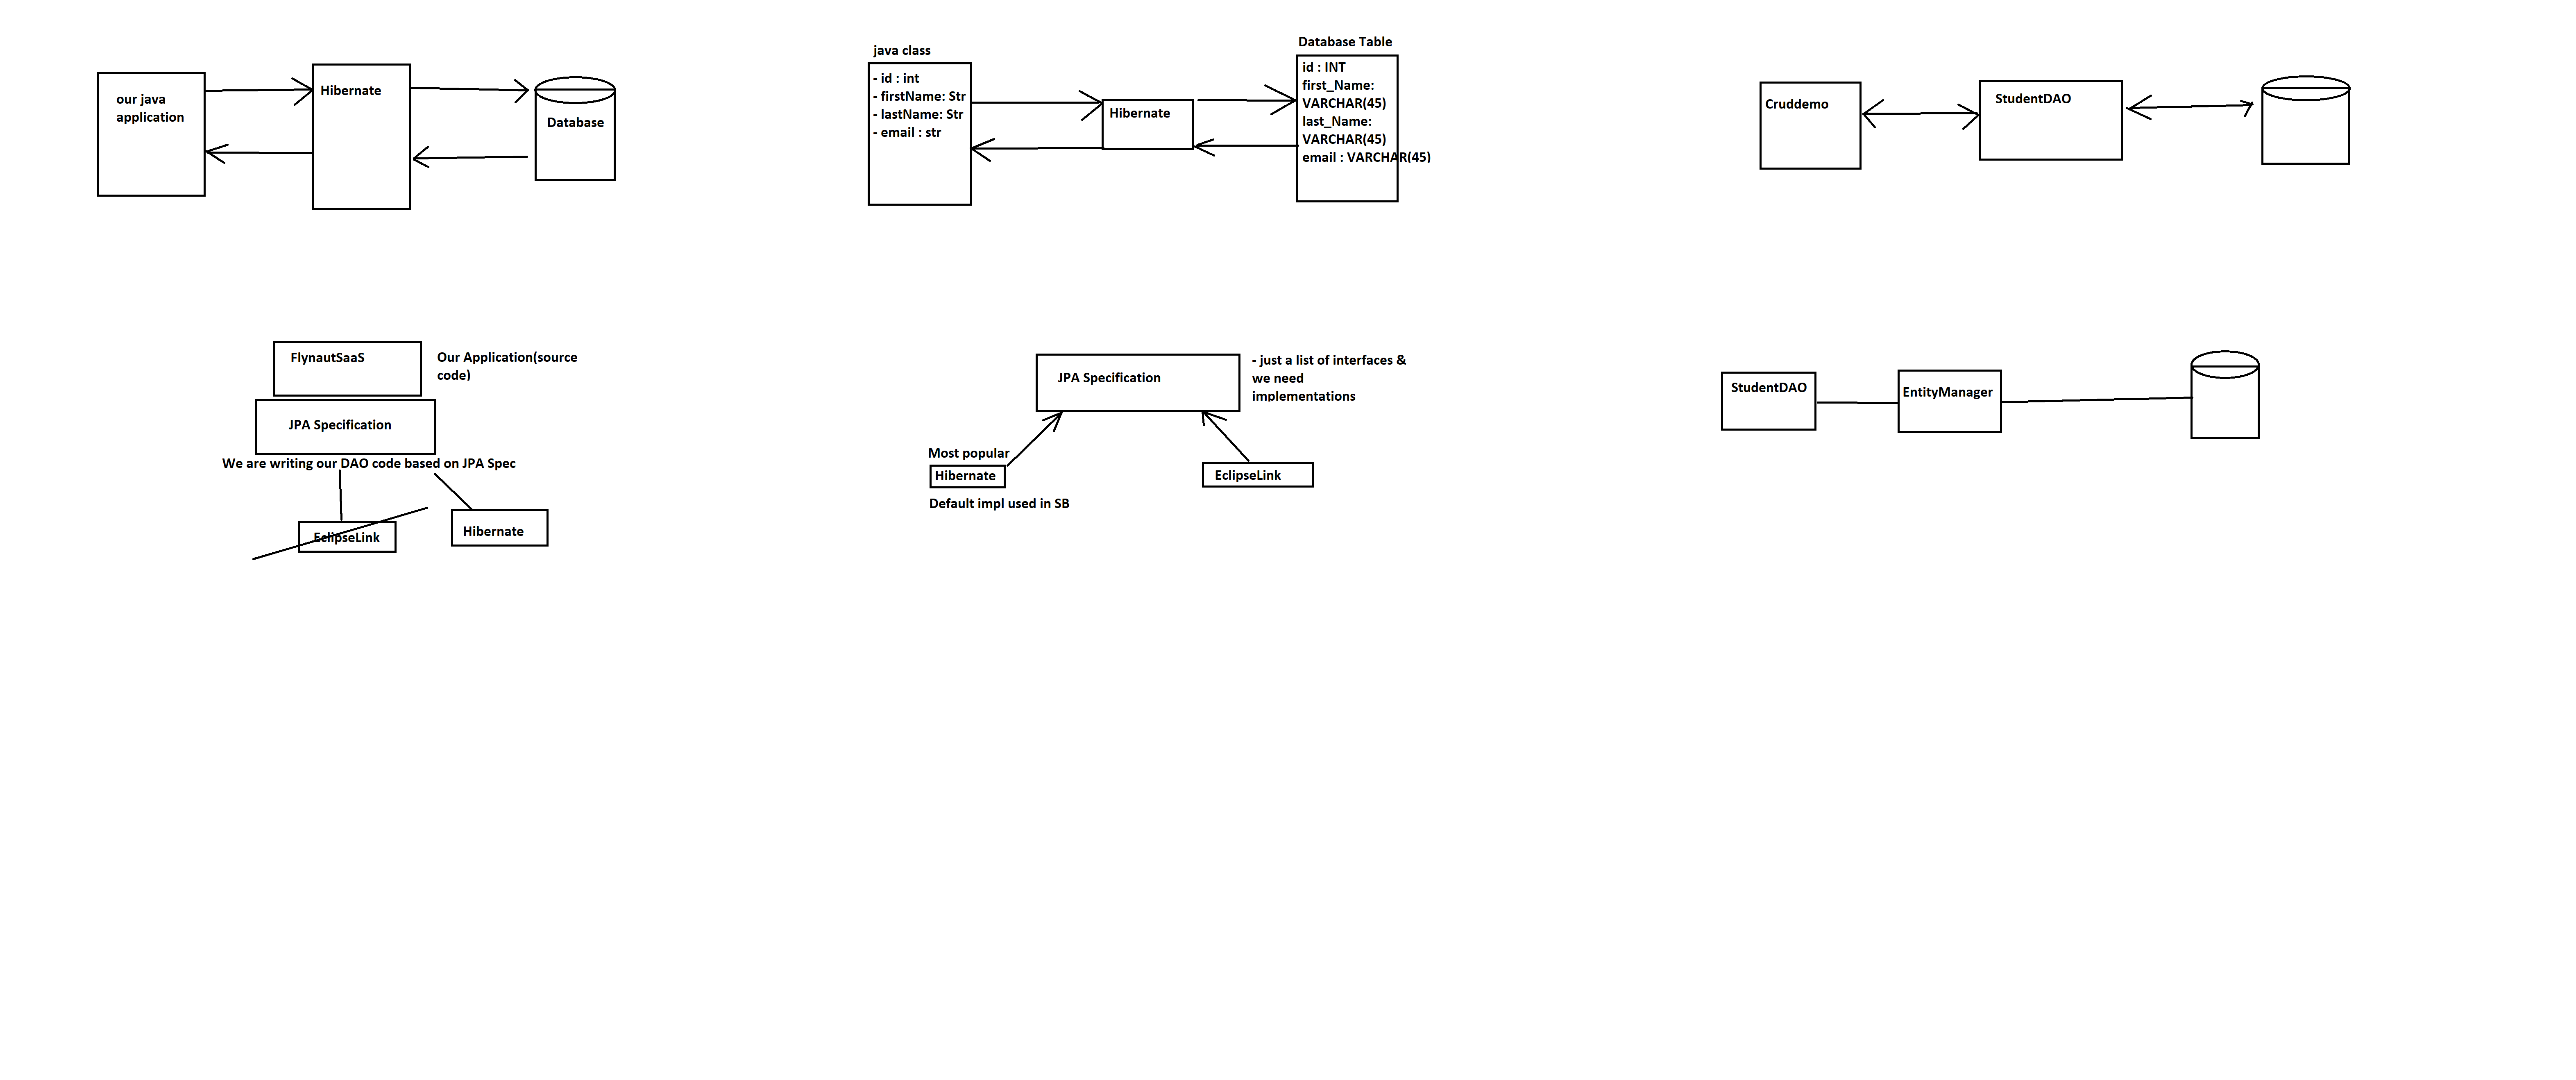 our java
application
Hibernate
Database
java class
- id : int
- firstName: Str
- lastName: Str
- email : str
Hibernate
Database Table
id : INT
first_Name:
VARCHAR(45)
last_Name:
VARCHAR(45)
email : VARCHAR(45)
Cruddemo
StudentDAO
FlynautSaaS
Our Application(source
code)
JPA Specification
We are writing our DAO code based on JPA Spec
EclipseLink
Hibernate
JPA Specification
- just a list of interfaces &
we need
implementations
Most popular
Hibernate
Default impl used in SB
EclipseLink
StudentDAO
EntityManager